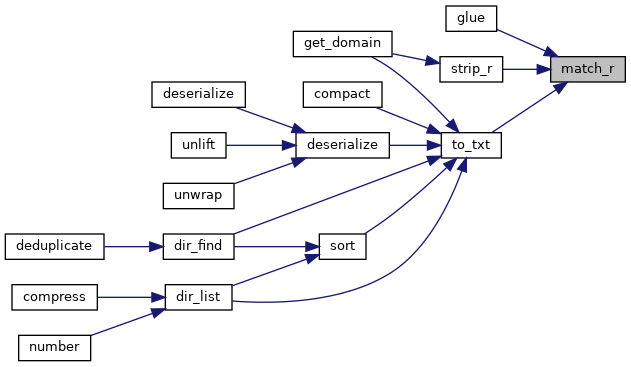 glue
get_domain
strip_r
match_r
deserialize
compact
unlift
deserialize
to_txt
unwrap
deduplicate
dir_find
sort
compress
dir_list
number